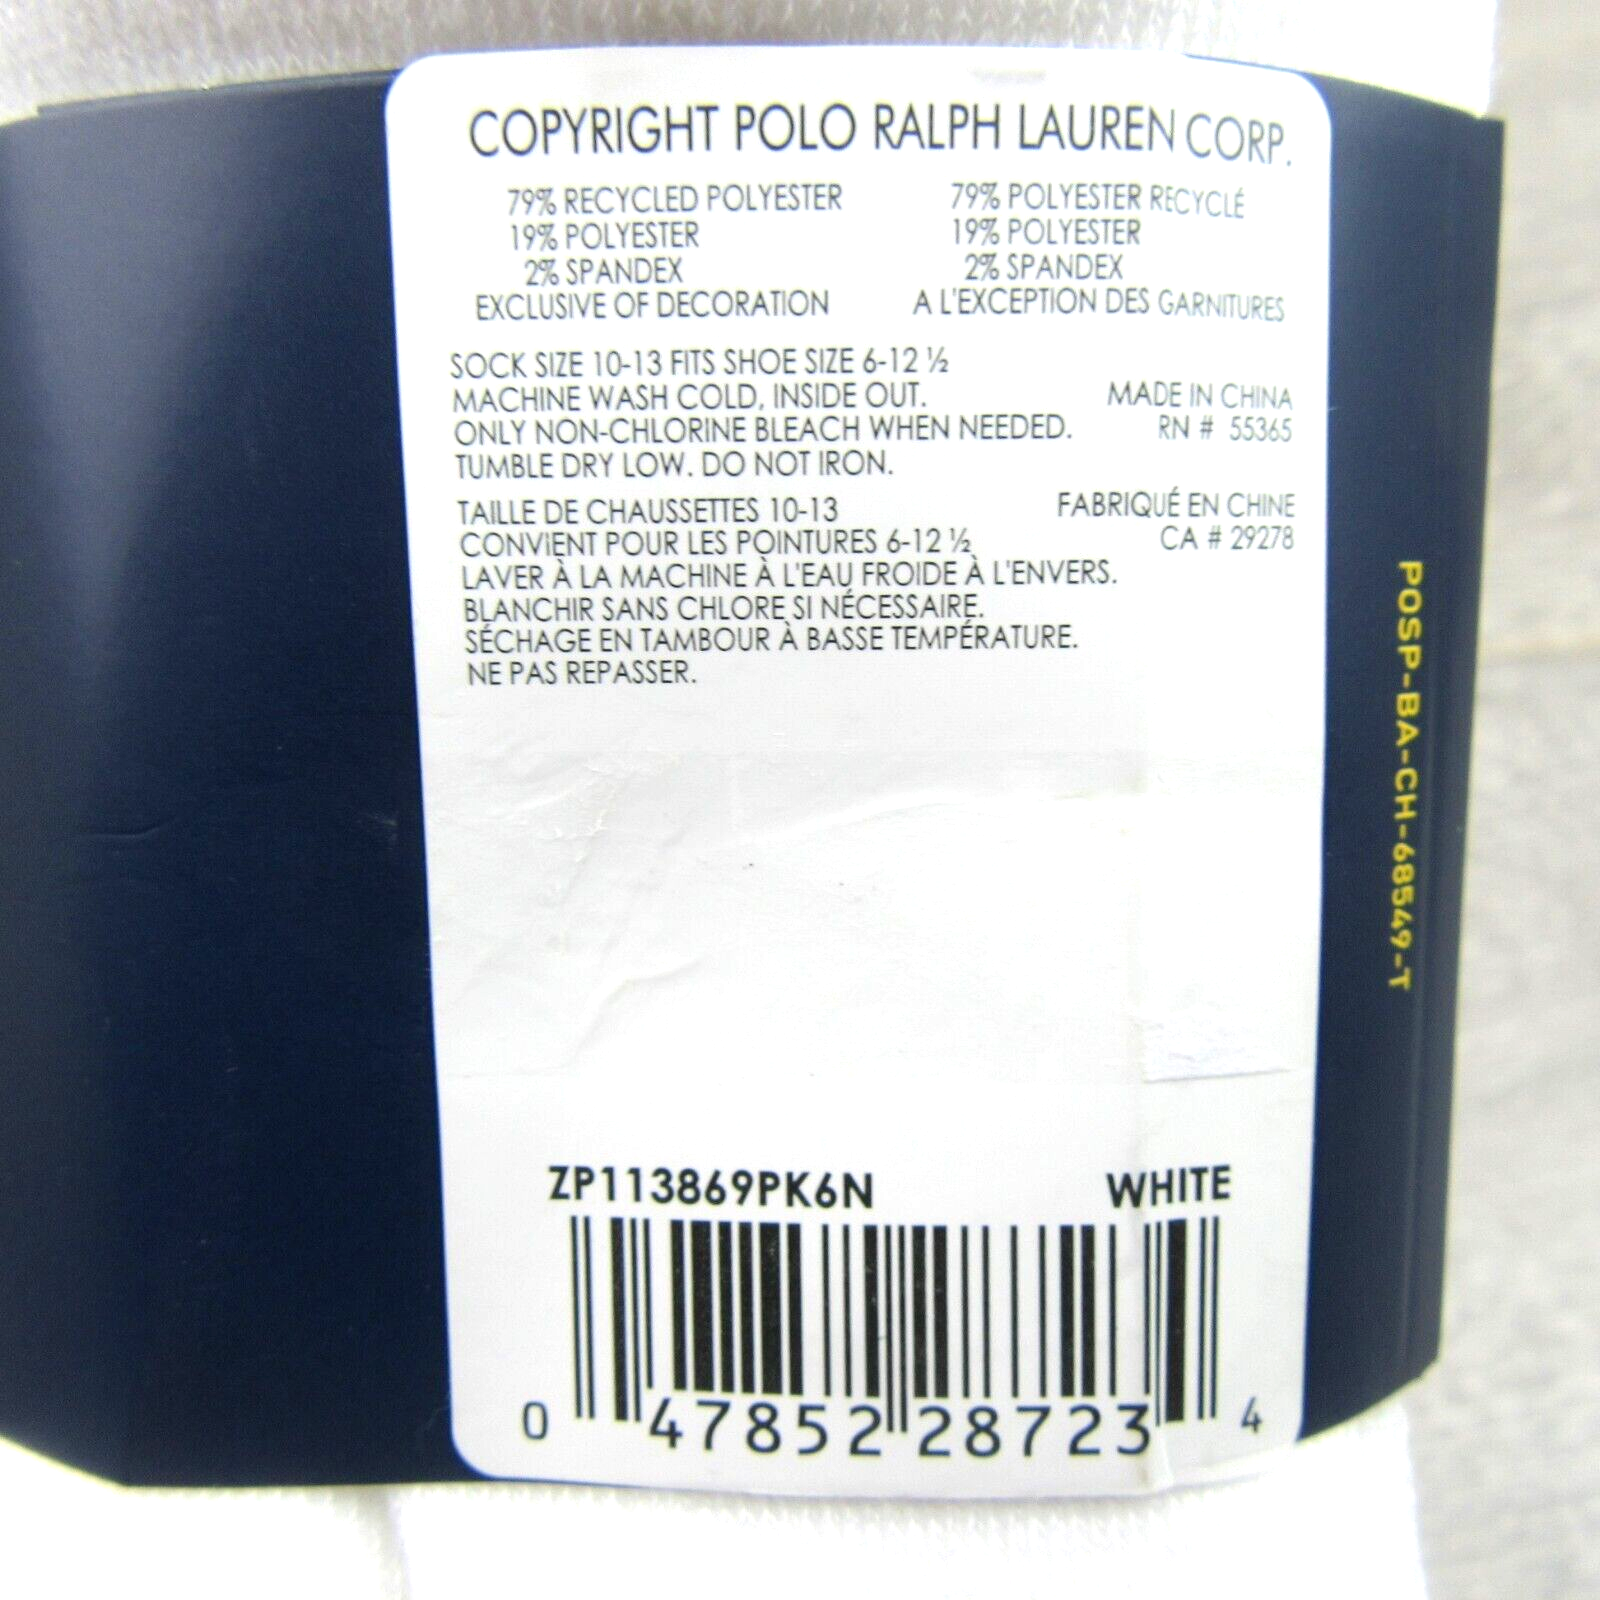 COPYRIGHT POLO RALPH LAUREN CORP.
79% RECYCLED POLYESTER
19% POLYESTER
2% SPANDEX
EXCLUSIVE OF DECORATION
79% POLYESTER RECYCLÉ
19% POLYESTER
2% SPANDEX
A L'EXCEPTION DES GARNITURES
SOCK SIZE 10-13 FITS SHOE SIZE 6-12 ½
MACHINE WASH COLD, INSIDE OUT.
ONLY NON-CHLORINE BLEACH WHEN NEEDED.
TUMBLE DRY LOW. DO NOT IRON.
MADE IN CHINA
RN # 55365
TAILLE DE CHAUSSETTES 10-13
CONVIENT POUR LES POINTURES 6-12 ½
LAVER À LA MACHINE À L'EAU FROIDE À L'ENVERS.
BLANCHIR SANS CHLORE SI NÉCESSAIRE.
SÉCHAGE EN TAMBOUR À BASSE TEMPÉRATURE.
NE PAS REPASSER.
FABRIQUÉ EN CHINE
CA # 29278
ZP113869PK6N WHITE
0 47852 28723 4
POSP-BA-CH-68549-T